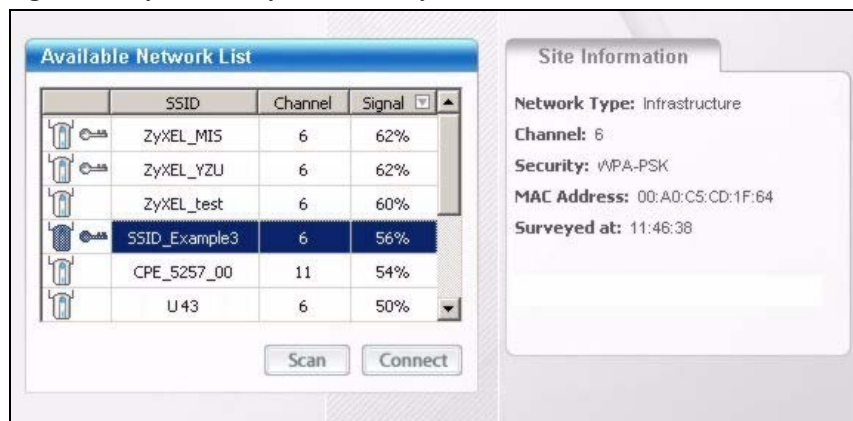 Available Network List
SSID Channel Signal
ZyXEL_MIS 6 62%
ZyXEL_YZU 6 62%
ZyXEL_test 6 60%
SSID_Example3 6 56%
CPE_5257_00 11 54%
U43 6 50%
Scan Connect
Site Information
Network Type: Infrastructure
Channel: 6
Security: WPA-PSK
MAC Address: 00:A0:C5:CD:1F:64
Surveyed at: 11:46:38